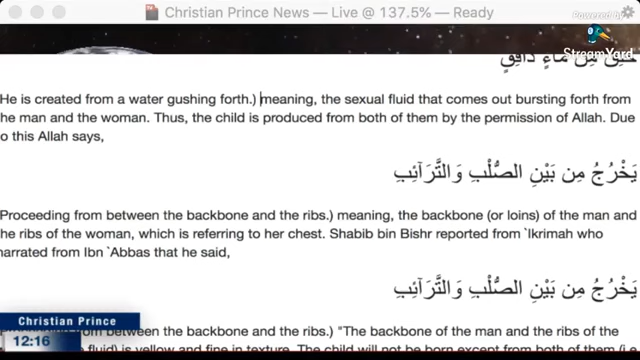 Christian Prince News — Live @ 137.5% — Ready
Powered by
StreamYard
خُلِقَ مِن مَّاءٍ دَافِقٍ
He is created from a water gushing forth.) meaning, the sexual fluid that comes out bursting forth from
he man and the woman. Thus, the child is produced from both of them by the permission of Allah. Due
o this Allah says,
يَخْرُجُ مِن بَيْنِ الصُّلْبِ وَالتَّرَآئِبِ
Proceeding from between the backbone and the ribs.) meaning, the backbone (or loins) of the man and
he ribs of the woman, which is referring to her chest. Shabib bin Bishr reported from `Ikrimah who
narrated from Ibn `Abbas that he said,
يَخْرُجُ مِن بَيْنِ الصُّلْبِ وَالتَّرَآئِبِ
from between the backbone and the ribs.) "The backbone of the man and the ribs of the
Christian Prince
12:16
fluid) is yellow and fine in texture. The child will not be born except from both of them (i.e